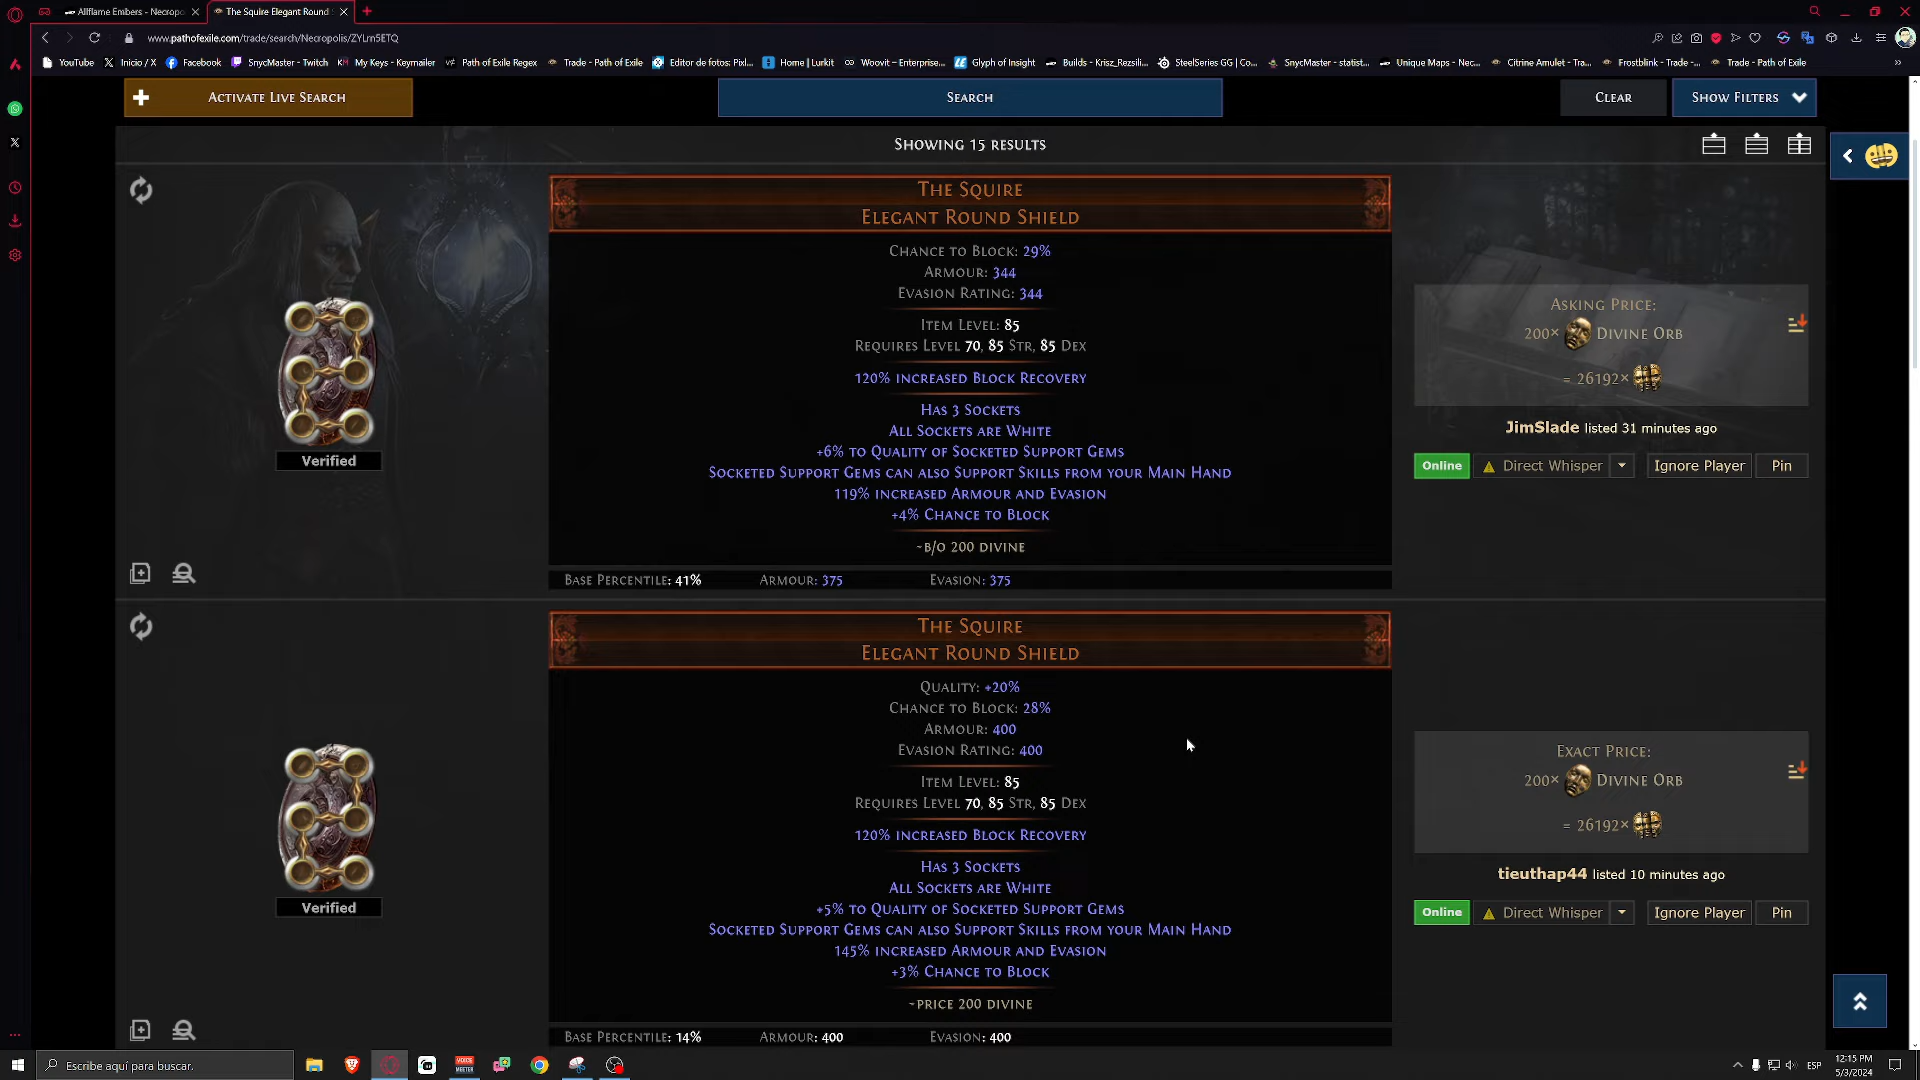 Allflame Embers - Necropo
The Squire Elegant Round
www.pathofexile.com/trade/search/Necropolis/ZYLrn5ETQ
YouTube
Inicio / X
Facebook
SnycMaster - Twitch
My Keys - Keymailer
Path of Exile Regex
Trade - Path of Exile
Editor de fotos: Pixl...
Home | Lurkit
Woovit – Enterprise...
Glyph of Insight
Builds - Krisz_Rezsili...
SteelSeries GG | Co...
SnycMaster - statist...
Unique Maps - Nec...
Citrine Amulet - Tra...
Frostblink - Trade -...
Trade - Path of Exile
Activate Live Search
Search
Clear
Show Filters
Showing 15 results
The Squire
Elegant Round Shield
Chance to Block: 29%
Armour: 344
Evasion Rating: 344
Item Level: 85
Requires Level 70, 85 Str, 85 Dex
120% increased Block Recovery
Has 3 Sockets
All Sockets are White
+6% to Quality of Socketed Support Gems
Socketed Support Gems can also Support Skills from your Main Hand
119% increased Armour and Evasion
+4% Chance to Block
~b/o 200 divine
Base Percentile: 41% Armour: 375 Evasion: 375
Verified
Asking Price:
200× Divine Orb
= 26192×
JimSlade listed 31 minutes ago
Online
Direct Whisper
Ignore Player
Pin
The Squire
Elegant Round Shield
Quality: +20%
Chance to Block: 28%
Armour: 400
Evasion Rating: 400
Item Level: 85
Requires Level 70, 85 Str, 85 Dex
120% increased Block Recovery
Has 3 Sockets
All Sockets are White
+5% to Quality of Socketed Support Gems
Socketed Support Gems can also Support Skills from your Main Hand
145% increased Armour and Evasion
+3% Chance to Block
~price 200 divine
Base Percentile: 14% Armour: 400 Evasion: 400
Verified
Exact Price:
200× Divine Orb
= 26192×
tieuthap44 listed 10 minutes ago
Online
Direct Whisper
Ignore Player
Pin
Escribe aquí para buscar.
ESP
12:15 PM
5/3/2024